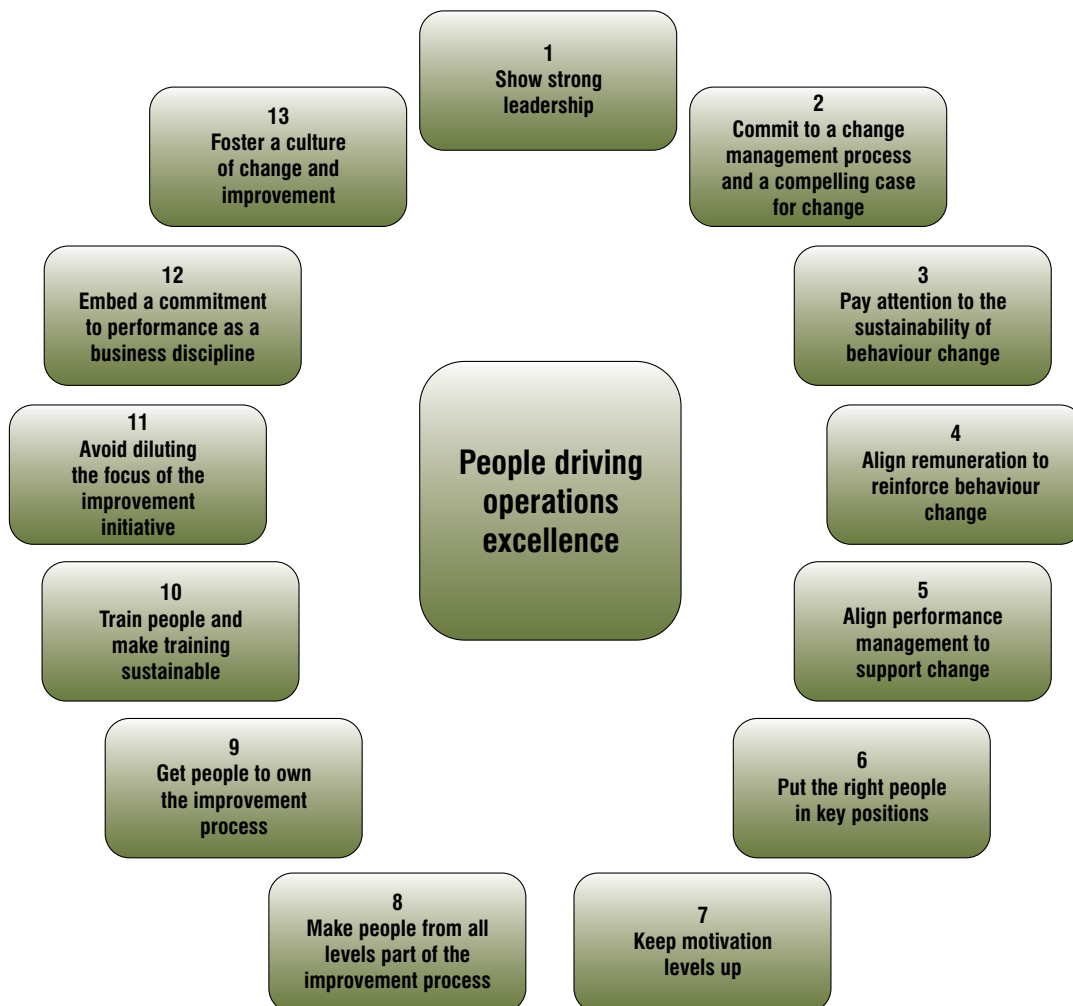 1
Show strong
leadership
2
Commit to a change
management process
and a compelling case
for change
3
Pay attention to the
sustainability of
behaviour change
4
Align remuneration to
reinforce behaviour
change
5
Align performance
management to
support change
6
Put the right people
in key positions
7
Keep motivation
levels up
8
Make people from all
levels part of the
improvement process
9
Get people to own
the improvement
process
10
Train people and
make training
sustainable
11
Avoid diluting
the focus of the
improvement
initiative
12
Embed a commitment
to performance as a
business discipline
13
Foster a culture
of change and
improvement
People driving
operations
excellence